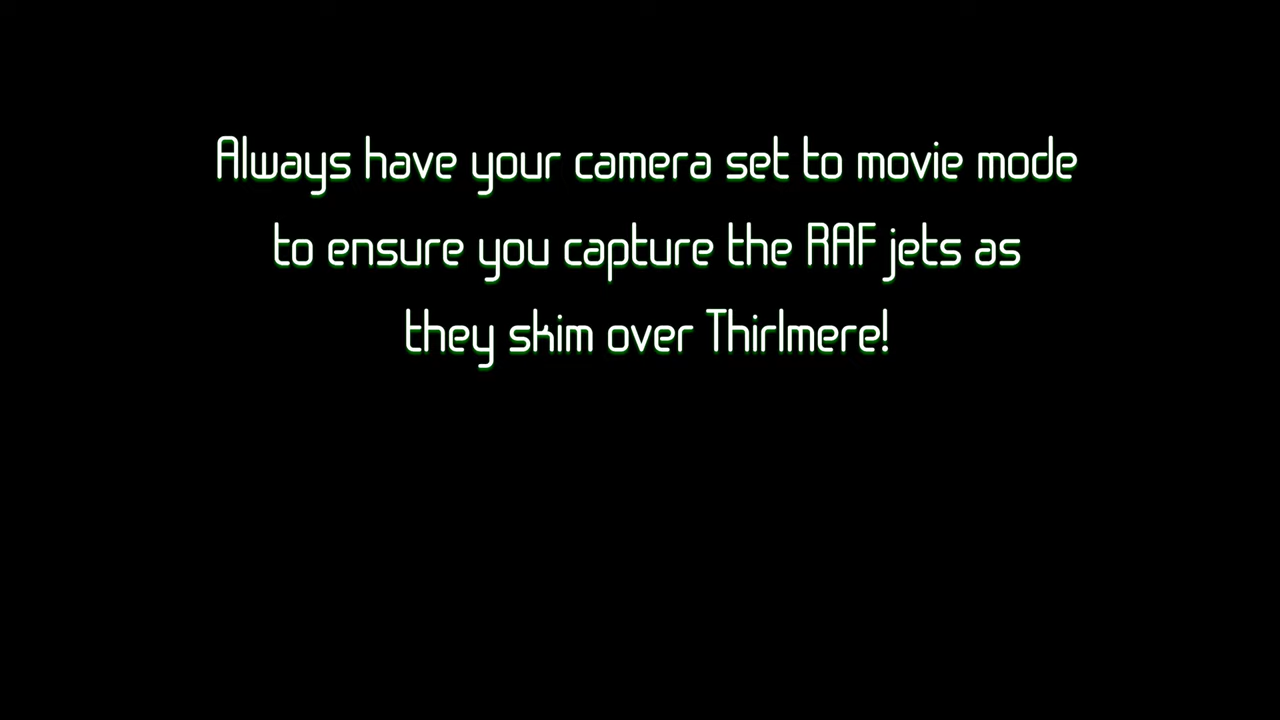 Always have your camera set to movie mode
to ensure you capture the RAF jets as
they skim over Thirlmere!